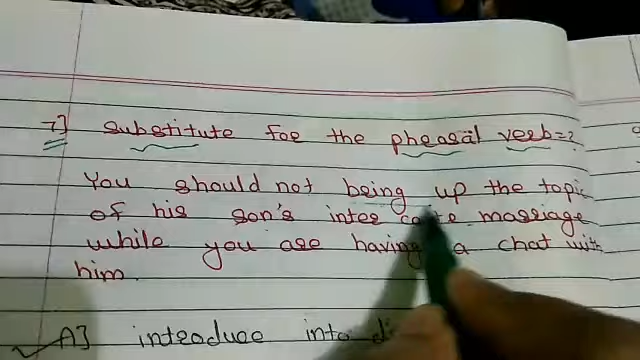 7] Substitute for the phrasal verb=?
You should not bring up the topic
of his son's inter caste marriage
while you are having a chat with
him.
A] introduce into